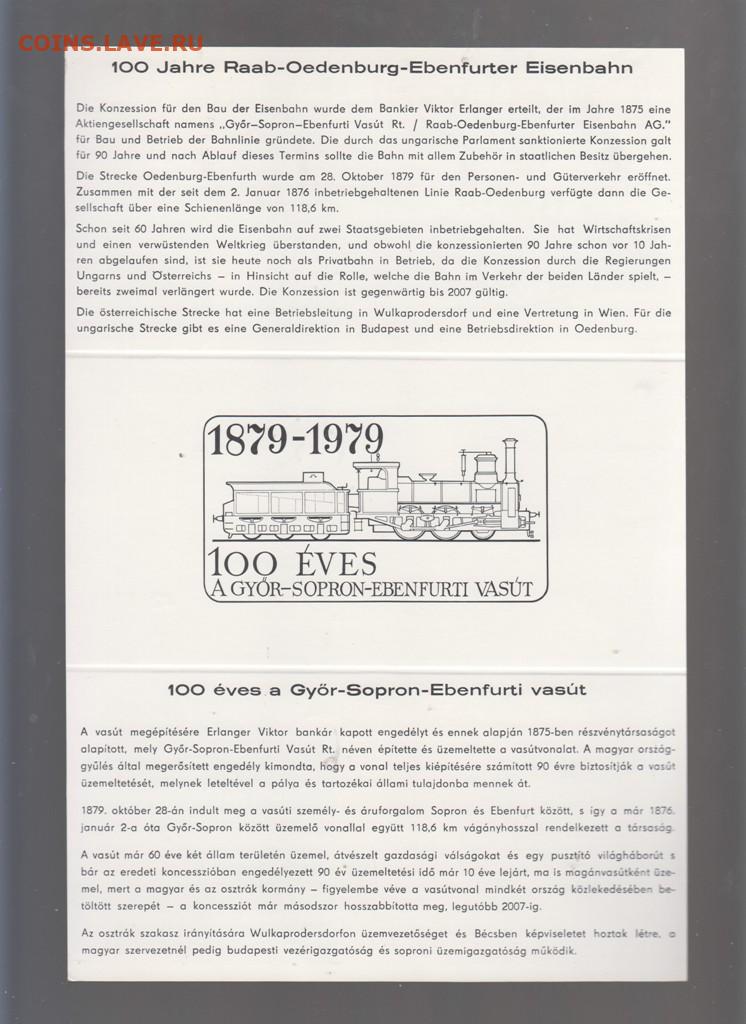 COINS.LAVE.RU
100 Jahre Raab-Oedenburg-Ebenfurter Eisenbahn
Die Konzession für den Bau der Eisenbahn wurde dem Bankier Viktor Erlanger erteilt, der im Jahre 1875 eine
Aktiengesellschaft namens „Győr-Sopron-Ebenfurti Vasút Rt. / Raab-Oedenburg-Ebenfurter Eisenbahn AG."
für Bau und Betrieb der Bahnlinie gründete. Die durch das ungarische Parlament sanktionierte Konzession galt
für 90 Jahre und nach Ablauf dieses Termins sollte die Bahn mit allem Zubehör in staatlichen Besitz übergehen.
Die Strecke Oedenburg-Ebenfurth wurde am 28. Oktober 1879 für den Personen- und Güterverkehr eröffnet.
Zusammen mit der seit dem 2. Januar 1876 inbetriebgehaltenen Linie Raab-Oedenburg verfügte dann die Ge-
sellschaft über eine Schienenlänge von 118,6 km.
Schon seit 60 Jahren wird die Eisenbahn auf zwei Staatsgebieten inbetriebgehalten. Sie hat Wirtschaftskrisen
und einen verwüstenden Weltkrieg überstanden, und obwohl die konzessionierten 90 Jahre schon vor 10 Jah-
ren abgelaufen sind, ist sie heute noch als Privatbahn in Betrieb, da die Konzession durch die Regierungen
Ungarns und Österreichs – in Hinsicht auf die Rolle, welche die Bahn im Verkehr der beiden Länder spielt, –
bereits zweimal verlängert wurde. Die Konzession ist gegenwärtig bis 2007 gültig.
Die österreichische Strecke hat eine Betriebsleitung in Wulkaprodersdorf und eine Vertretung in Wien. Für die
ungarische Strecke gibt es eine Generaldirektion in Budapest und eine Betriebsdirektion in Oedenburg.
1879-1979
100 ÉVES
A GYŐR-SOPRON-EBENFURTI VASÚT
100 éves a Győr-Sopron-Ebenfurti vasút
A vasút megépítésére Erlanger Viktor bankár kapott engedélyt és ennek alapján 1875-ben részvénytársaságot
alapított, mely Győr-Sopron-Ebenfurti Vasút Rt. néven építette és üzemeltette a vasútvonalat. A magyar ország-
gyűlés által megerősített engedély kimondta, hogy a vonal teljes kiépítésére számított 90 évre biztosítják a vasút
üzemeltetését, melynek leteltével a pálya és tartozékai állami tulajdonba mennek át.
1879. október 28-án indult meg a vasúti személy- és áruforgalom Sopron és Ebenfurt között, s így a már 1876.
január 2-a óta Győr-Sopron között üzemelő vonallal együtt 118,6 km vágányhosszal rendelkezett a társaság.
A vasút már 60 éve két állam területén üzemel, átvészelt gazdasági válságokat és egy pusztító világháborút s
bár az eredeti koncesszióban engedélyezett 90 év üzemeltetési idő már 10 éve lejárt, ma is magánvasútként üze-
mel, mert a magyar és az osztrák kormány – figyelembe véve a vasútvonal mindkét ország közlekedésében be-
töltött szerepét – a koncessziót már másodszor hosszabbította meg, legutóbb 2007-ig.
Az osztrák szakasz irányítására Wulkaprodersdorfon üzemvezetőséget és Bécsben képviseletet hoztak létre, a
magyar szervezetnél pedig budapesti vezérigazgatóság és soproni üzemigazgatóság működik.